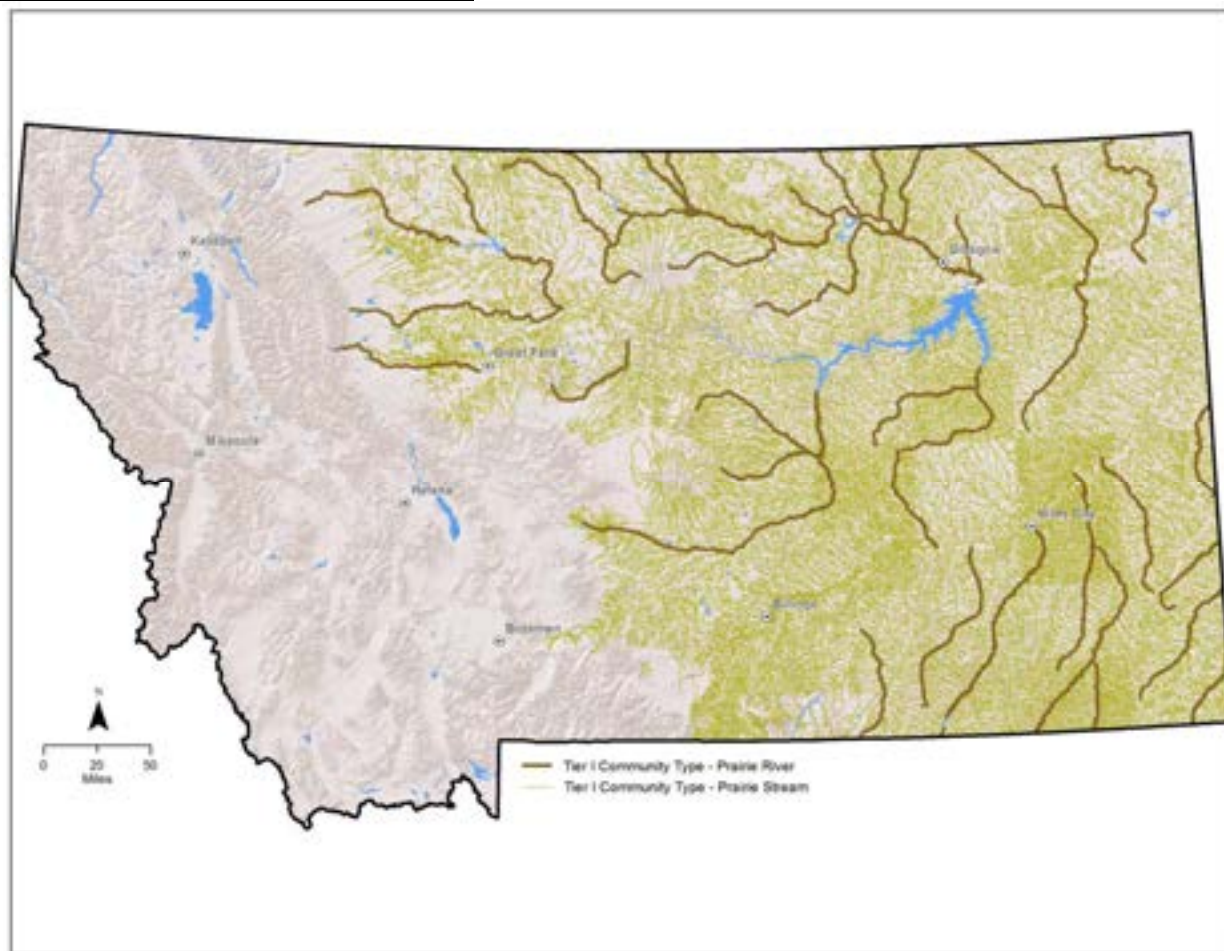 Kalispell
Glasgow
Great Falls
Missoula
Helena
Miles City
Billings
Bozeman
N
0 25 50
Miles
Tier I Community Type - Prairie River
Tier I Community Type - Prairie Stream